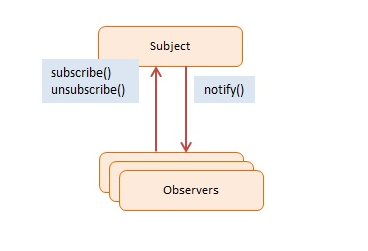 Subject
subscribe()
unsubscribe()
notify()
Observers